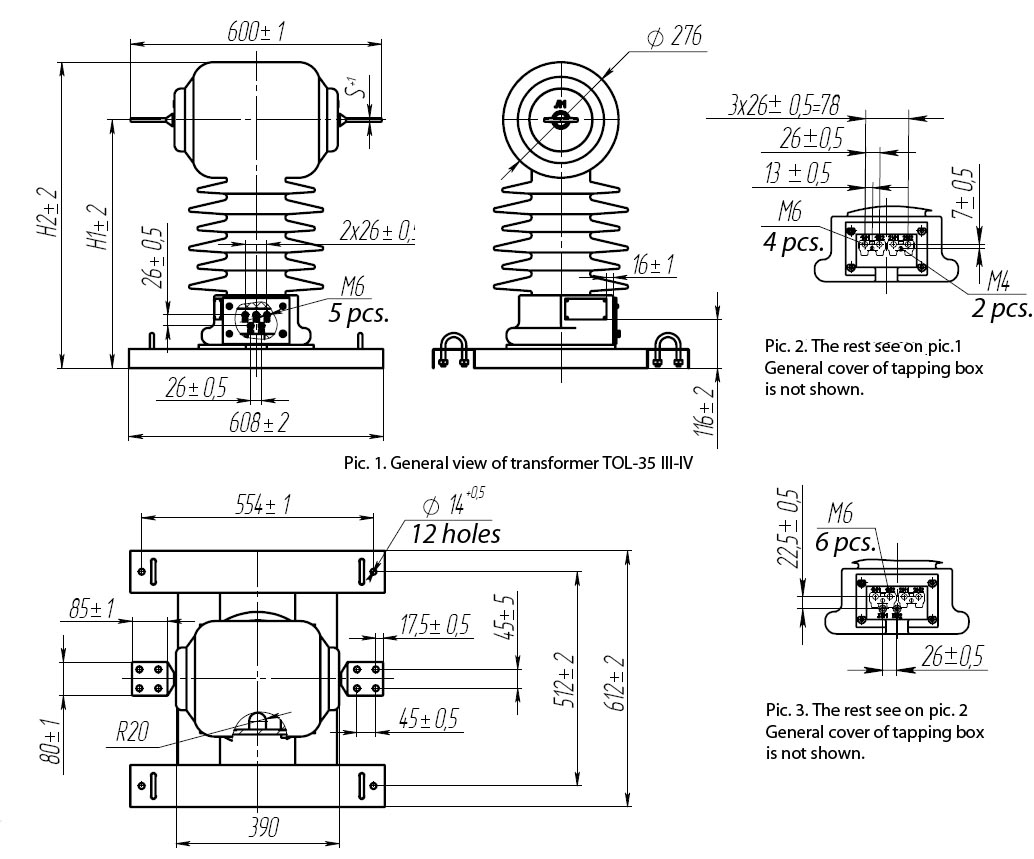 600± 1
S⁺¹
H2± 2
H1± 2
26± 0,5
2x26± 0,
M6
5 pcs.
26± 0,5
608± 2
⌀ 276
16± 1
116± 2
3x26± 0,5=78
26±0,5
13 ±0,5
M6
4 pcs.
7± 0,5
M4
2 pcs.
Pic. 2. The rest see on pic.1
General cover of tapping box
is not shown.
Pic. 1. General view of transformer TOL-35 III-IV
554± 1
⌀ 14⁺⁰,⁵
12 holes
85± 1
80± 1
R20
17,5± 0,5
45± 5
45± 0,5
512± 2
612± 2
390
22,5± 0,5
M6
6 pcs.
26±0,5
Pic. 3. The rest see on pic. 2
General cover of tapping box
is not shown.